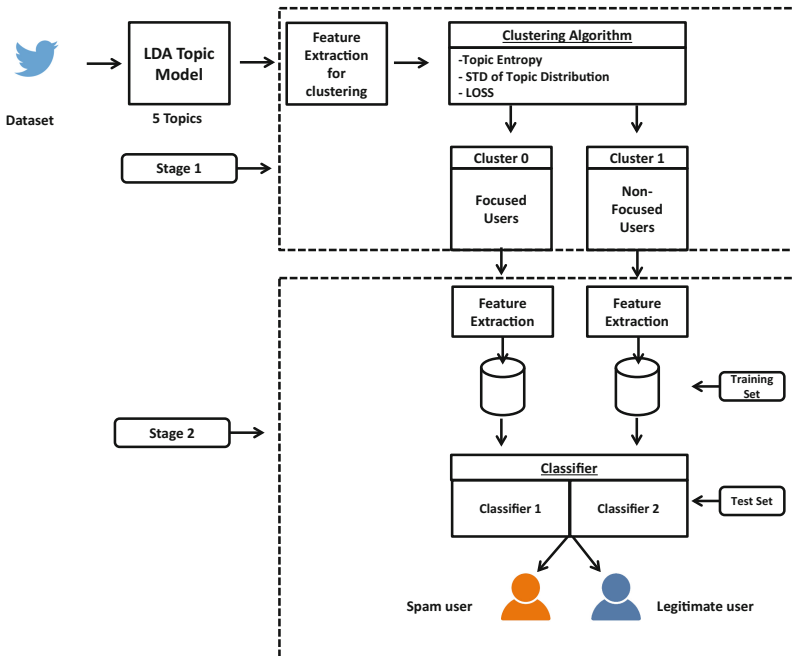 Dataset
LDA Topic
Model
5 Topics
Feature
Extraction
for
clustering
Clustering Algorithm
-Topic Entropy
- STD of Topic Distribution
- LOSS
Stage 1
Cluster 0
Focused
Users
Cluster 1
Non-
Focused
Users
Feature
Extraction
Feature
Extraction
Training
Set
Stage 2
Classifier
Classifier 1
Classifier 2
Test Set
Spam user
Legitimate user